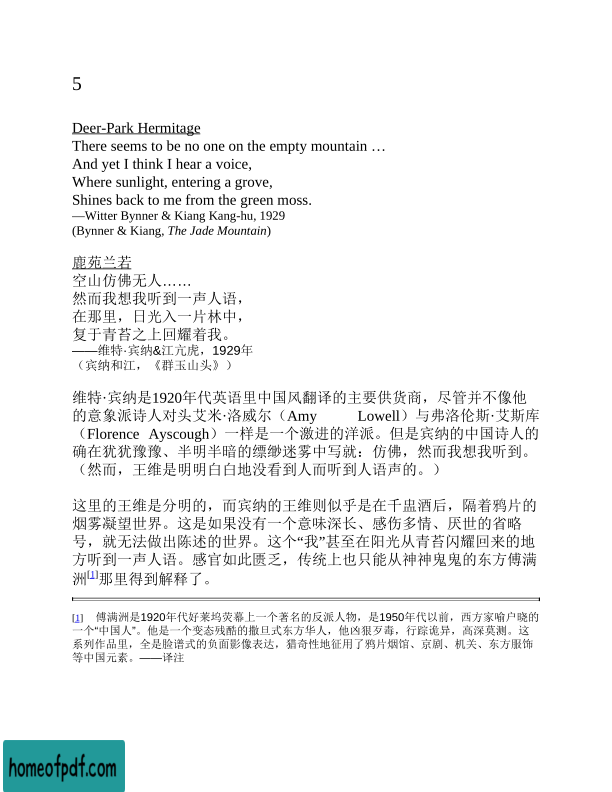 5
Deer-Park Hermitage
There seems to be no one on the empty mountain …
And yet I think I hear a voice,
Where sunlight, entering a grove,
Shines back to me from the green moss.
—Witter Bynner & Kiang Kang-hu, 1929
(Bynner & Kiang, The Jade Mountain)
鹿苑兰若
空山仿佛无人……
然而我想我听到一声人语，
在那里，日光入一片林中，
复于青苔之上回耀着我。
——维特·宾纳&江亢虎，1929年
（宾纳和江，《群玉山头》）
维特·宾纳是1920年代英语里中国风翻译的主要供货商，尽管并不像他
的意象派诗人对头艾米·洛威尔（Amy Lowell）与弗洛伦斯·艾斯库
（Florence Ayscough）一样是一个激进的洋派。但是宾纳的中国诗人的
确在犹犹豫豫、半明半暗的缥缈迷雾中写就：仿佛，然而我想我听到。
（然而，王维是明明白白地没看到人而听到人语声的。）
这里的王维是分明的，而宾纳的王维则似乎是在千盅酒后，隔着鸦片的
烟雾凝望世界。这是如果没有一个意味深长、感伤多情、厌世的省略
号，就无法做出陈述的世界。这个“我”甚至在阳光从青苔闪耀回来的地
方听到一声人语。感官如此匮乏，传统上也只能从神神鬼鬼的东方傅满
洲[1]那里得到解释了。
[1] 傅满洲是1920年代好莱坞荧幕上一个著名的反派人物，是1950年代以前，西方家喻户晓的
一个“中国人”。他是一个变态残酷的撒旦式东方华人，他凶狠歹毒，行踪诡异，高深莫测。这
系列作品里，全是脸谱式的负面影像表达，猎奇性地征用了鸦片烟馆、京剧、机关、东方服饰
等中国元素。——译注
homeofpdf.com